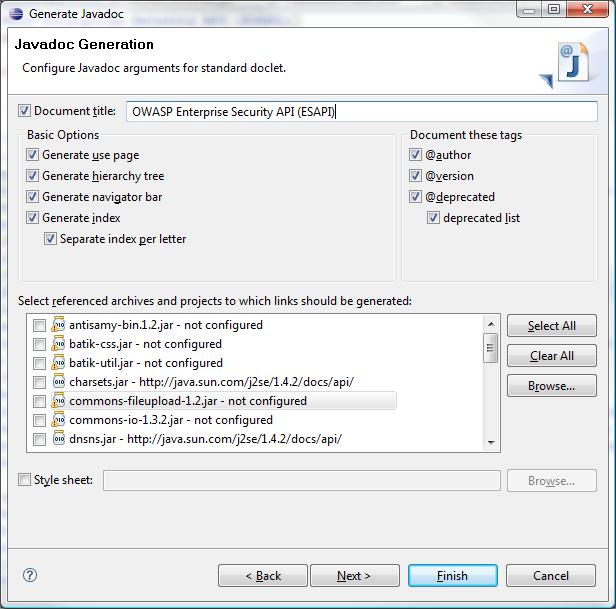 Generate Javadoc
Javadoc Generation
Configure Javadoc arguments for standard doclet.
Document title: OWASP Enterprise Security API (ESAPI)
Basic Options
Generate use page
Generate hierarchy tree
Generate navigator bar
Generate index
Separate index per letter
Document these tags
@author
@version
@deprecated
deprecated list
Select referenced archives and projects to which links should be generated:
antisamy-bin.1.2.jar - not configured
batik-css.jar - not configured
batik-util.jar - not configured
charsets.jar - http://java.sun.com/j2se/1.4.2/docs/api/
commons-fileupload-1.2.jar - not configured
commons-io-1.3.2.jar - not configured
dnsns.jar - http://java.sun.com/j2se/1.4.2/docs/api/
Select All
Clear All
Browse...
Style sheet:
Browse...
< Back
Next >
Finish
Cancel